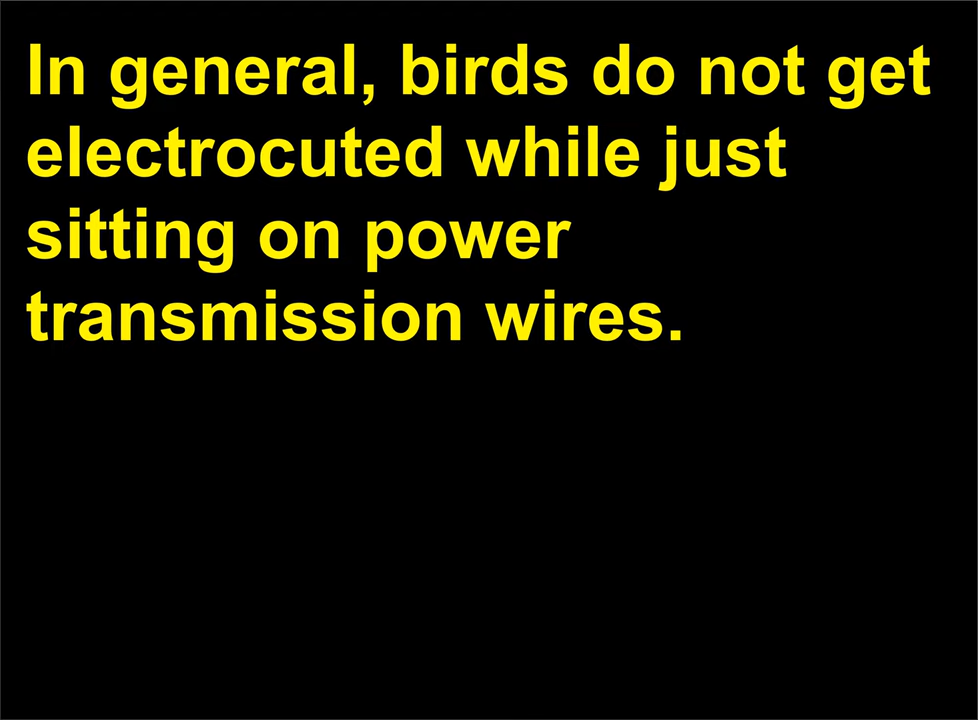 In general, birds do not get
electrocuted while just
sitting on power
transmission wires.